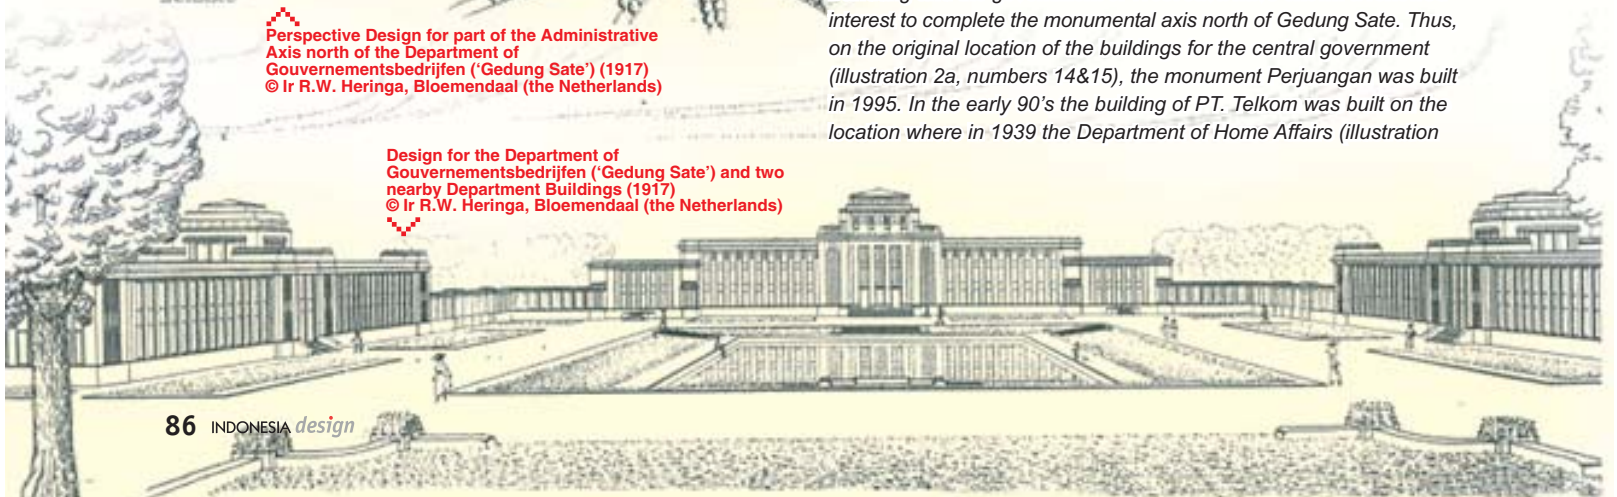 Perspective Design for part of the Administrative
Axis north of the Department of
Gouvernementsbedrijfen (‘Gedung Sate’) (1917)
© Ir R.W. Heringa, Bloemendaal (the Netherlands)
Design for the Department of
Gouvernementsbedrijfen (‘Gedung Sate’) and two
nearby Department Buildings (1917)
© Ir R.W. Heringa, Bloemendaal (the Netherlands)
interest to complete the monumental axis north of Gedung Sate. Thus,
on the original location of the buildings for the central government
(illustration 2a, numbers 14&15), the monument Perjuangan was built
in 1995. In the early 90’s the building of PT. Telkom was built on the
location where in 1939 the Department of Home Affairs (illustration
86 INDONESIA design